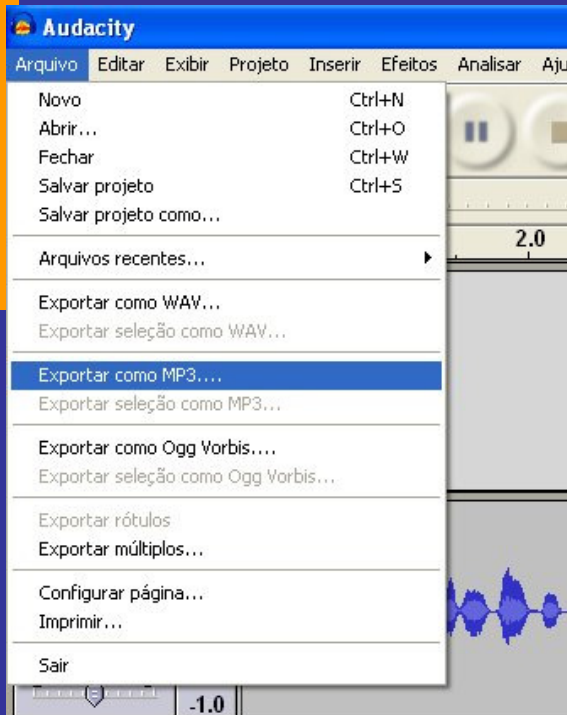 Audacity
Arquivo Editar Exibir Projeto Inserir Efeitos Analisar Aju
Novo Ctrl+N
Abrir... Ctrl+O
Fechar Ctrl+W
Salvar projeto Ctrl+S
Salvar projeto como...
2.0
Arquivos recentes...
Exportar como WAV...
Exportar seleção como WAV...
Exportar como MP3....
Exportar seleção como MP3...
Exportar como Ogg Vorbis....
Exportar seleção como Ogg Vorbis...
Exportar rótulos
Exportar múltiplos...
Configurar página...
Imprimir...
Sair
-1.0